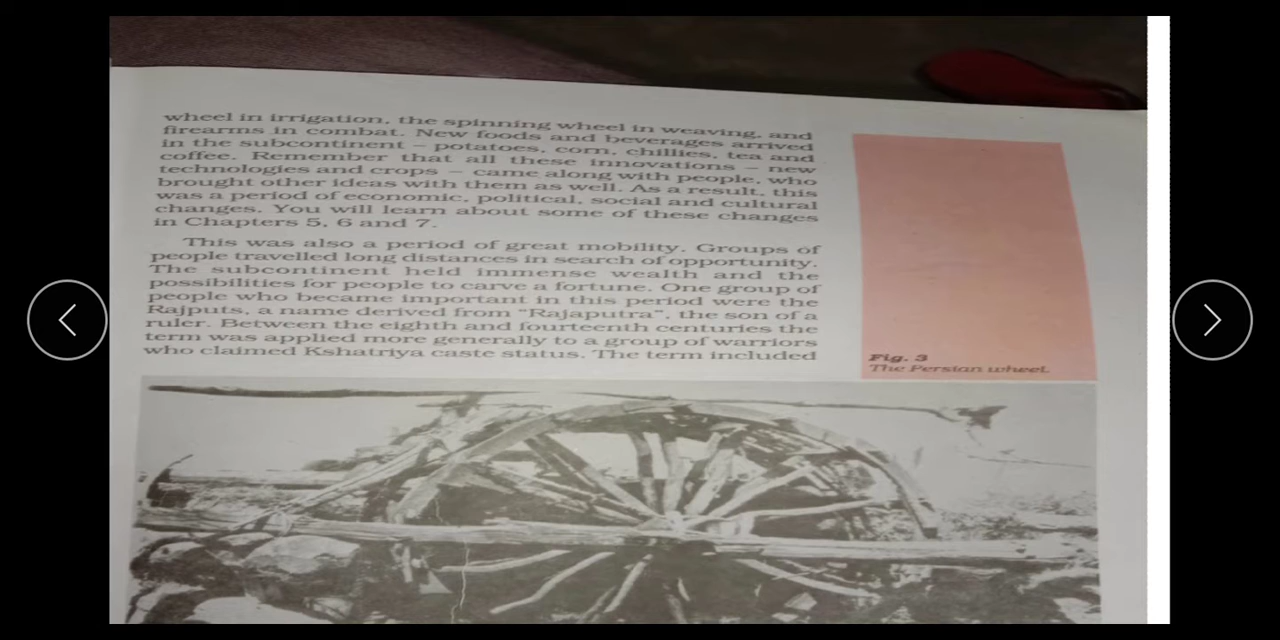 wheel in irrigation, the spinning wheel in weaving, and
firearms in combat. New foods and beverages arrived
in the subcontinent – potatoes, corn, chillies, tea and
coffee. Remember that all these innovations – new
technologies and crops – came along with people, who
brought other ideas with them as well. As a result, this
was a period of economic, political, social and cultural
changes. You will learn about some of these changes
in Chapters 5, 6 and 7.
This was also a period of great mobility. Groups of
people travelled long distances in search of opportunity.
The subcontinent held immense wealth and the
possibilities for people to carve a fortune. One group of
people who became important in this period were the
Rajputs, a name derived from “Rajaputra”, the son of a
ruler. Between the eighth and fourteenth centuries the
term was applied more generally to a group of warriors
who claimed Kshatriya caste status. The term included
Fig. 3
The Persian wheel.